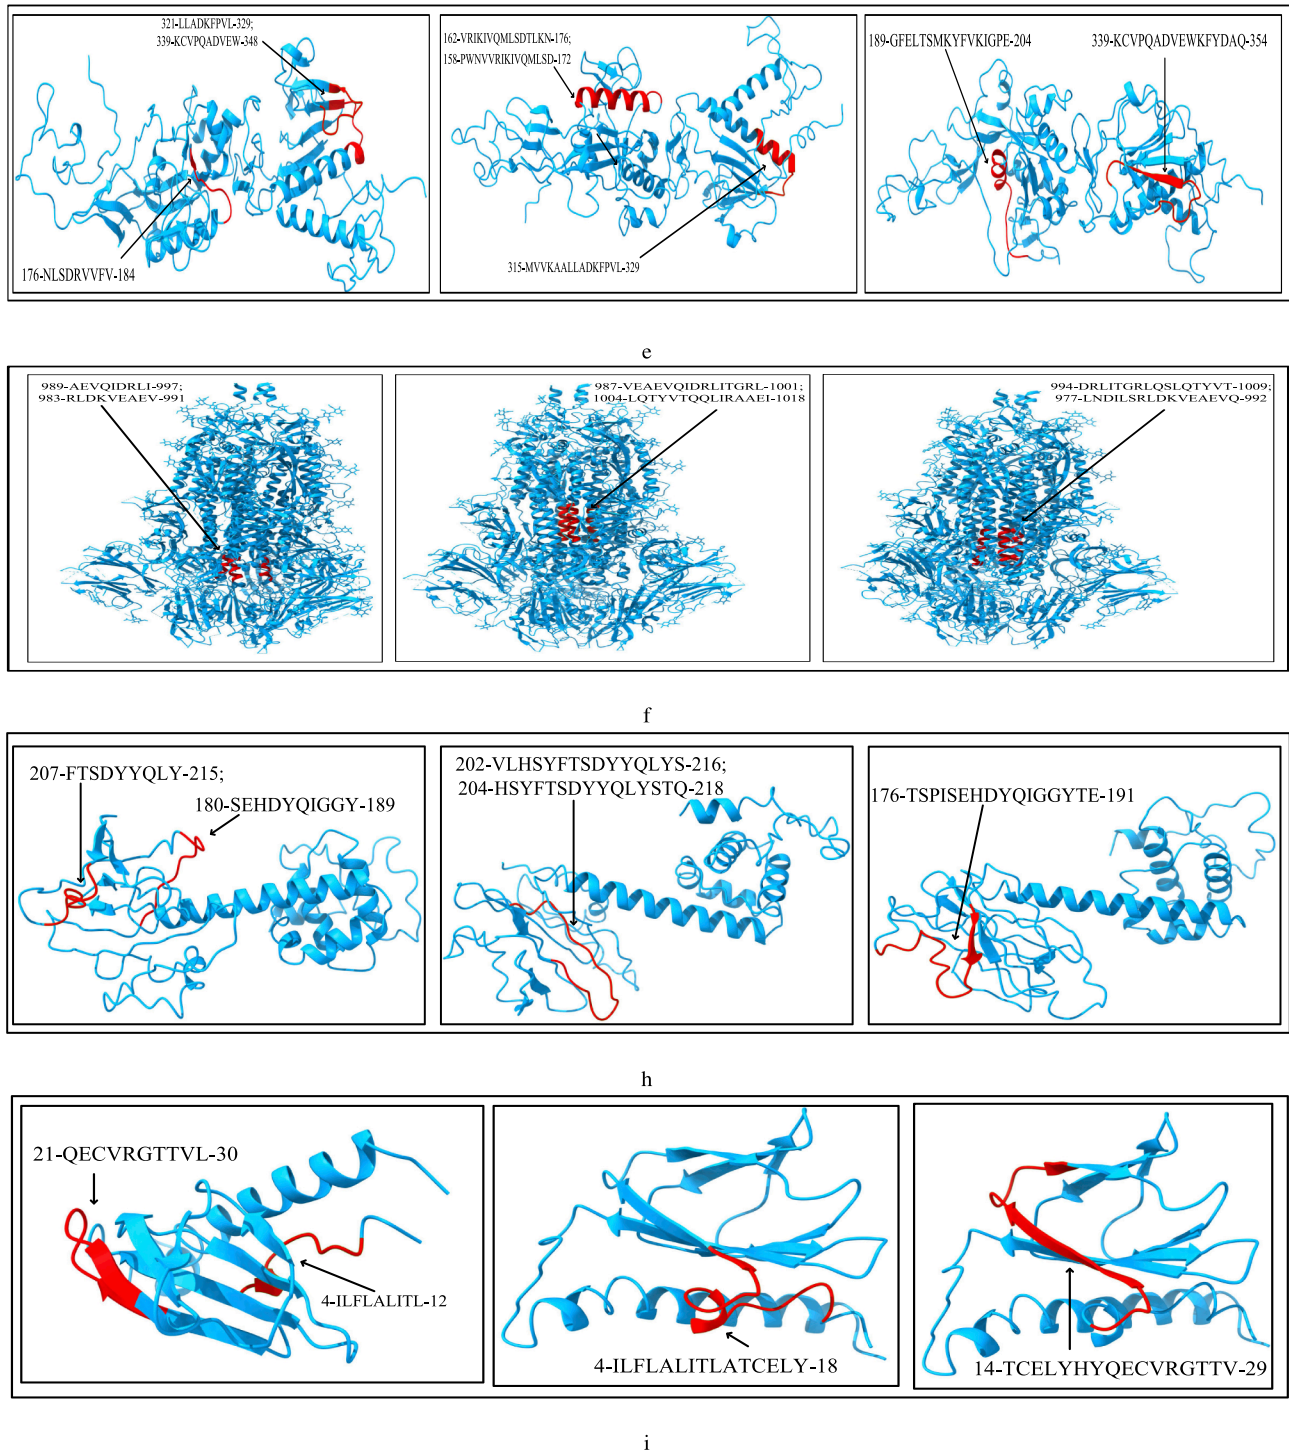 321-LLADKFPVL-329;
339-KCVPQADVEW-348
176-NLSDRVVFV-184
162-VRIKIVQMLSDTLKN-176;
158-PWNVVRIKIVQMLSD-172
315-MVVKAALLADKFPVL-329
189-GFELTSMKYFVKIGPE-204
339-KCVPQADVEWKFYDAQ-354
e
989-AEVQIDRLI-997;
983-RLDKVEAEV-991
987-VEAEVQIDRLITGRL-1001;
1004-LQTYVTQQLIRAAEI-1018
994-DRLITGRLQSLQTYVT-1009;
977-LNDILSRLDKVEAEVQ-992
f
207-FTSDYYQLY-215;
180-SEHDYQIGGY-189
202-VLHSYFTSDYYQLYS-216;
204-HSYFTSDYYQLYSTQ-218
176-TSPISEHDYQIGGYTE-191
h
21-QECVRGTTVL-30
4-ILFLALITL-12
4-ILFLALITLATCELY-18
14-TCELYHYQECVRGTTV-29
i